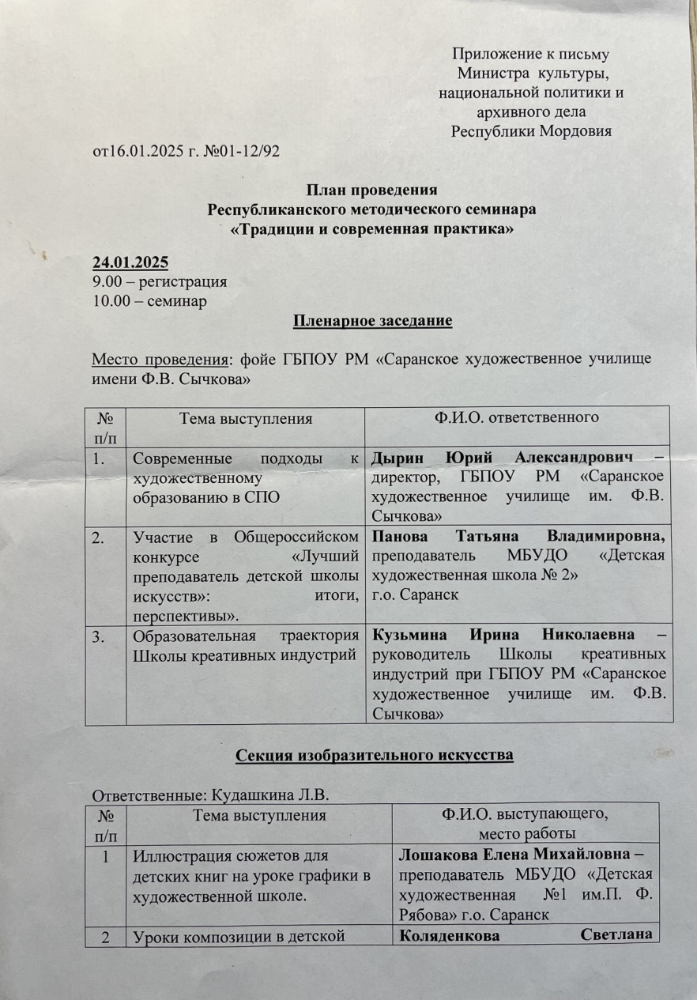 Приложение к письму
Министра культуры,
национальной политики и
архивного дела
Республики Мордовия
от16.01.2025 г. №01-12/92
План проведения
Республиканского методического семинара
«Традиции и современная практика»
24.01.2025
9.00 – регистрация
10.00 – семинар
Пленарное заседание
Место проведения: фойе ГБПОУ РМ «Саранское художественное училище
имени Ф.В. Сычкова»
№
п/п
Тема выступления
Ф.И.О. ответственного
1.
Современные подходы к
художественному
образованию в СПО
Дырин Юрий Александрович –
директор, ГБПОУ РМ «Саранское
художественное училище им. Ф.В.
Сычкова»
2.
Участие в Общероссийском
конкурсе «Лучший
преподаватель детской школы
искусств»: итоги,
перспективы».
Панова Татьяна Владимировна,
преподаватель МБУДО «Детская
художественная школа № 2»
г.о. Саранск
3.
Образовательная траектория
Школы креативных индустрий
Кузьмина Ирина Николаевна –
руководитель Школы креативных
индустрий при ГБПОУ РМ «Саранское
художественное училище им. Ф.В.
Сычкова»
Секция изобразительного искусства
Ответственные: Кудашкина Л.В.
№
п/п
Тема выступления
Ф.И.О. выступающего,
место работы
1
Иллюстрация сюжетов для
детских книг на уроке графики в
художественной школе.
Лошакова Елена Михайловна –
преподаватель МБУДО «Детская
художественная №1 им.П. Ф.
Рябова» г.о. Саранск
2
Уроки композиции в детской
Коляденкова Светлана